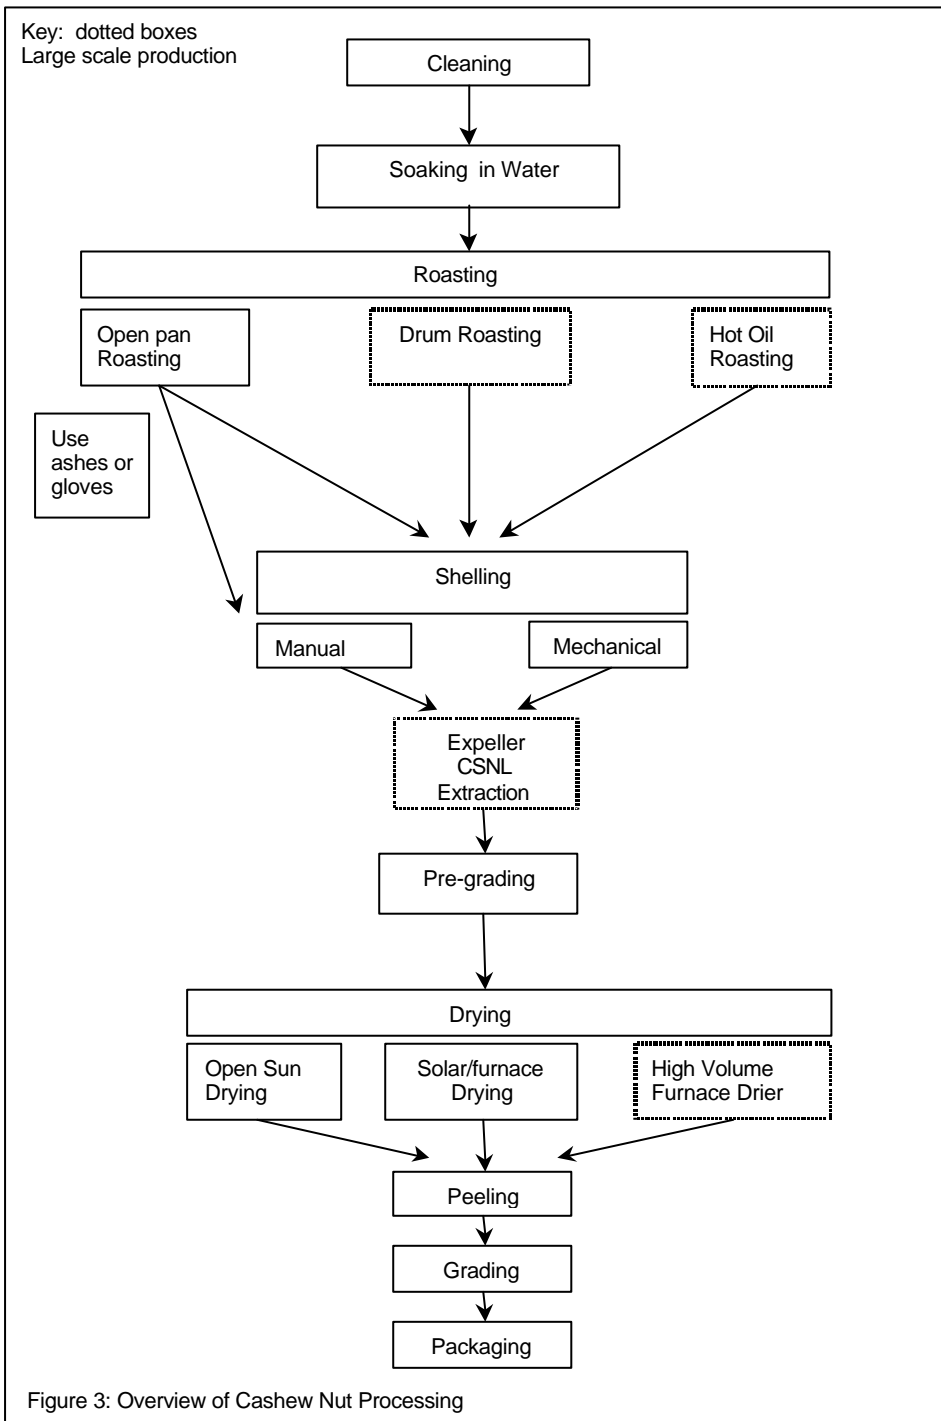 Key: dotted boxes
Large scale production
Cleaning
Soaking in Water
Roasting
Open pan
Roasting
Drum Roasting
Hot Oil
Roasting
Use
ashes or
gloves
Shelling
Manual
Mechanical
Expeller
CSNL
Extraction
Pre-grading
Drying
Open Sun
Drying
Solar/furnace
Drying
High Volume
Furnace Drier
Peeling
Grading
Packaging
Figure 3: Overview of Cashew Nut Processing